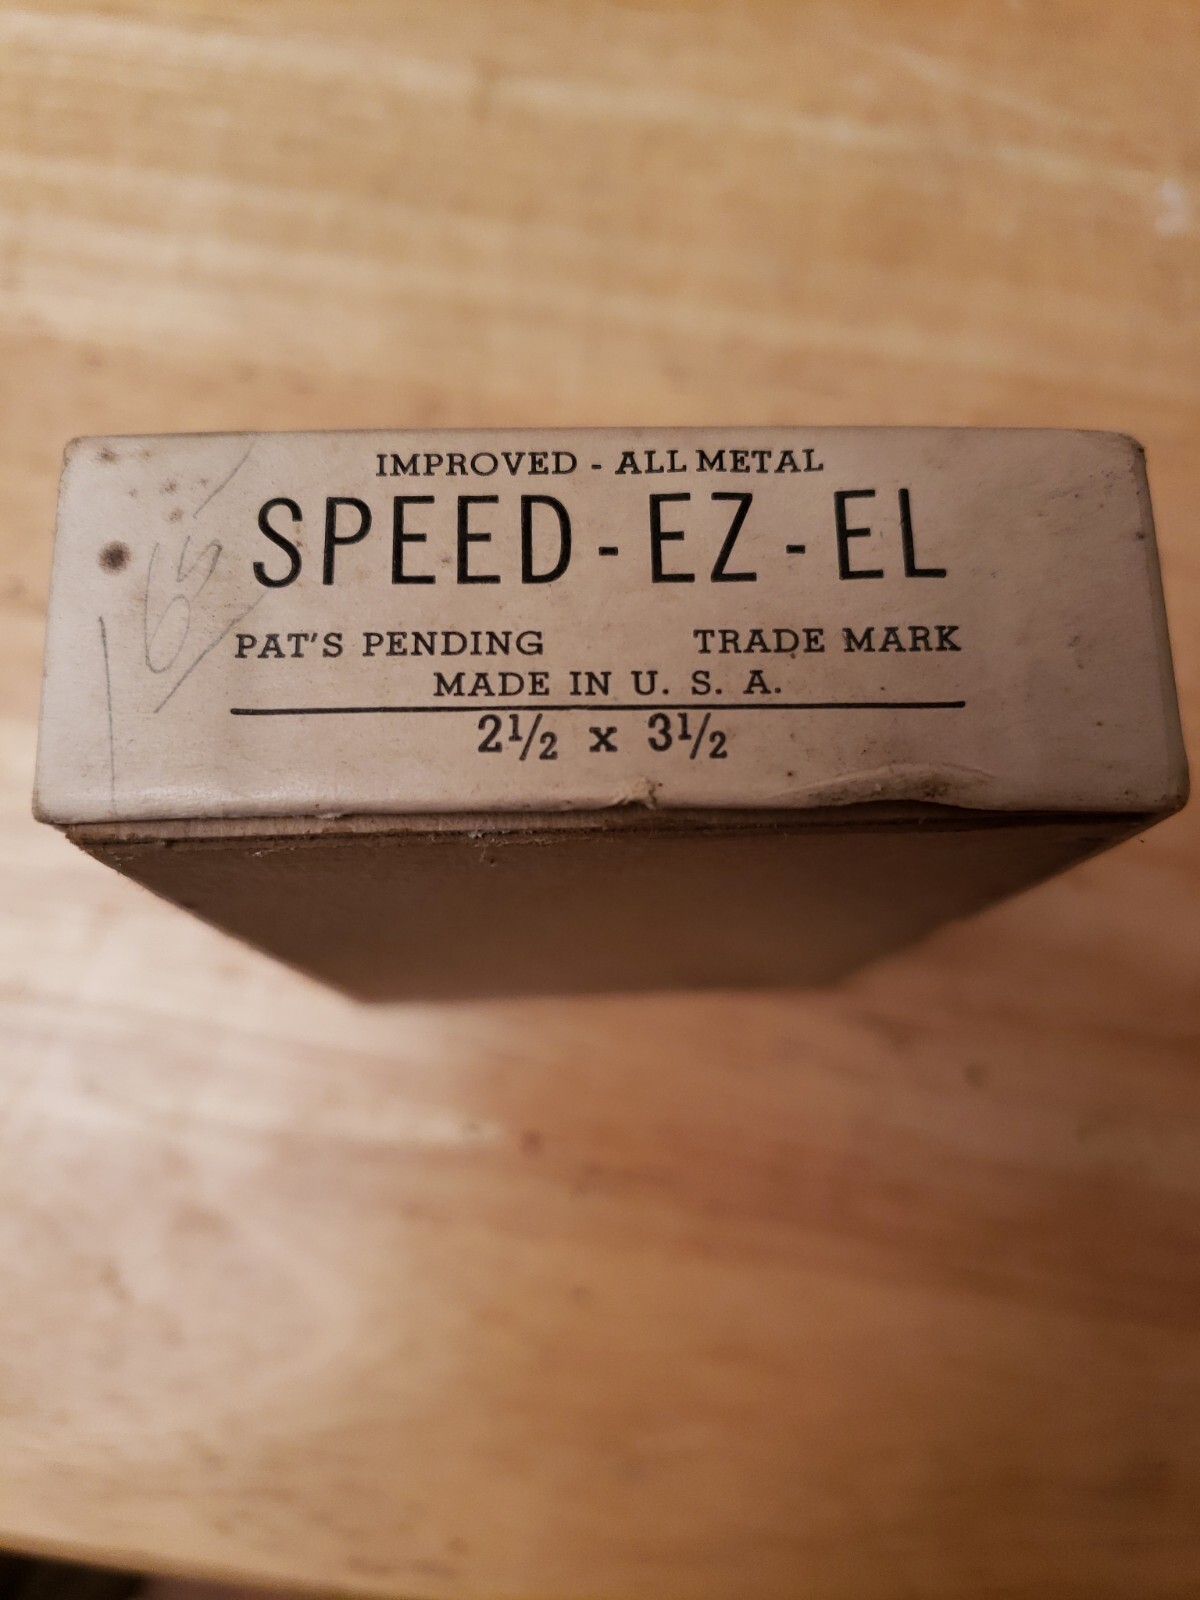 IMPROVED - ALL METAL
SPEED - EZ - EL
PAT'S PENDING TRADE MARK
MADE IN U. S. A.
2½ x 3½